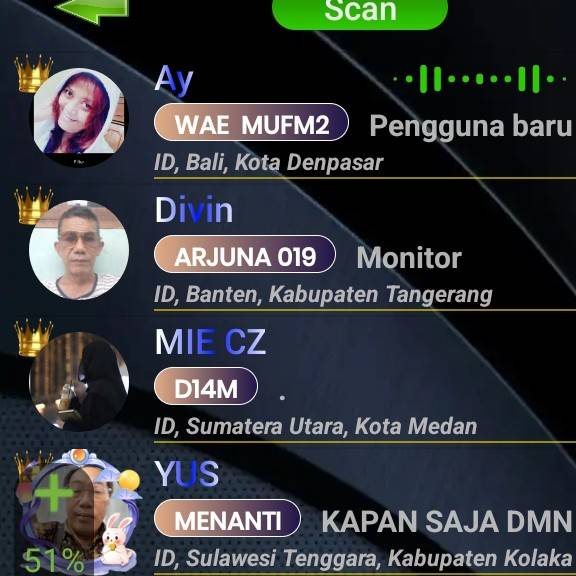 Scan
Ay
WAE MUFM2 Pengguna baru
ID, Bali, Kota Denpasar
Divin
ARJUNA 019 Monitor
ID, Banten, Kabupaten Tangerang
MIE CZ
D14M .
ID, Sumatera Utara, Kota Medan
YUS
MENANTI KAPAN SAJA DMN
51% ID, Sulawesi Tenggara, Kabupaten Kolaka